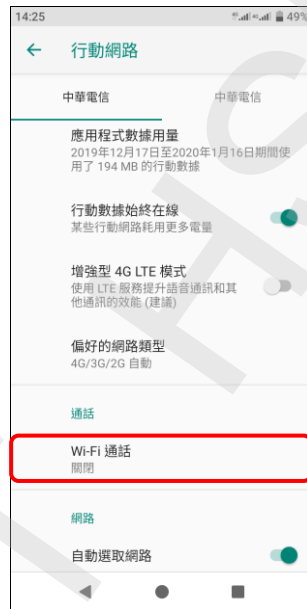 14:25 49%
行動網路
中華電信 中華電信
應用程式數據用量
2019年12月17日至2020年1月16日期間使
用了 194 MB 的行動數據
行動數據始終在線
某些行動網路耗用更多電量
增強型 4G LTE 模式
使用 LTE 服務提升語音通訊和其
他通訊的效能 (建議)
偏好的網路類型
4G/3G/2G 自動
通話
Wi-Fi 通話
關閉
網路
自動選取網路